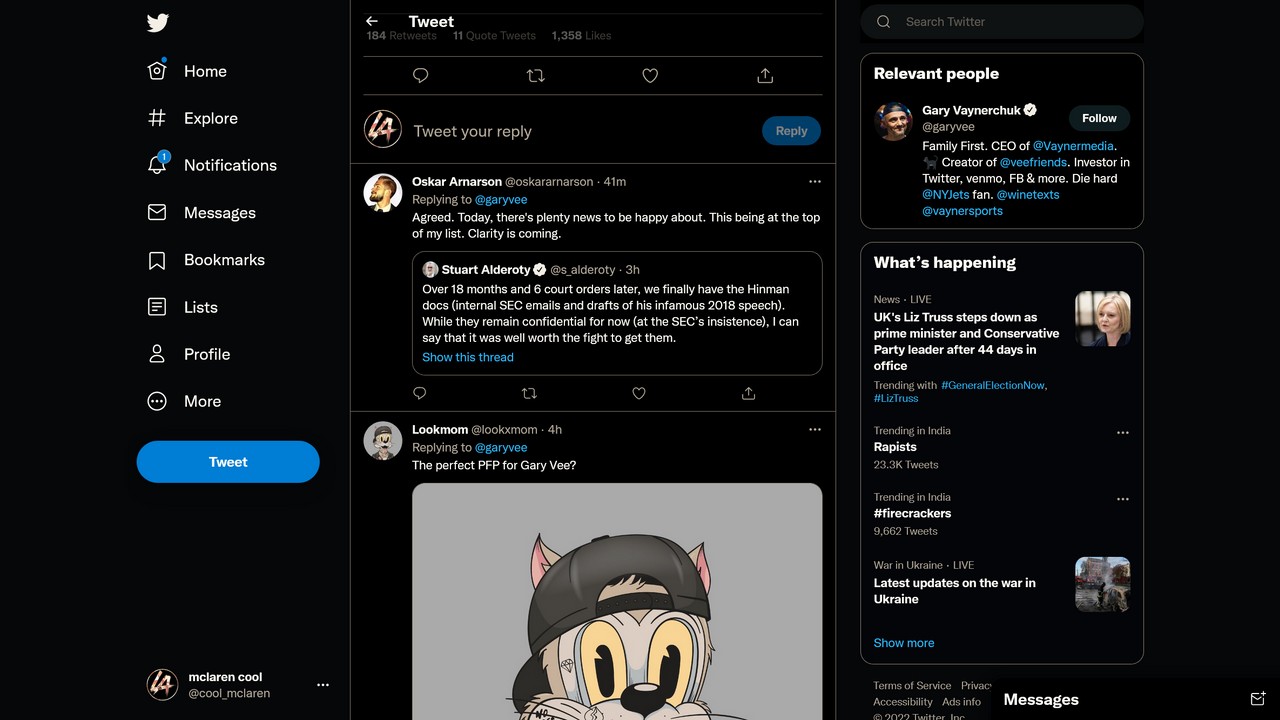 Home
Explore
1
Notifications
Messages
Bookmarks
Lists
Profile
More
Tweet
mclaren cool
@cool_mclaren
Tweet
184 Retweets 11 Quote Tweets 1,358 Likes
Tweet your reply
Reply
Oskar Arnarson @oskararnarson · 41m
Replying to @garyvee
Agreed. Today, there's plenty news to be happy about. This being at the top
of my list. Clarity is coming.
Stuart Alderoty @s_alderoty · 3h
Over 18 months and 6 court orders later, we finally have the Hinman
docs (internal SEC emails and drafts of his infamous 2018 speech).
While they remain confidential for now (at the SEC's insistence), I can
say that it was well worth the fight to get them.
Show this thread
Lookmom @lookxmom · 4h
Replying to @garyvee
The perfect PFP for Gary Vee?
Search Twitter
Relevant people
Gary Vaynerchuk
@garyvee
Follow
Family First. CEO of @Vaynermedia.
Creator of @veefriends. Investor in
Twitter, venmo, FB & more. Die hard
@NYJets fan. @winetexts
@vaynersports
What's happening
News · LIVE
UK's Liz Truss steps down as
prime minister and Conservative
Party leader after 44 days in
office
Trending with #GeneralElectionNow,
#LizTruss
Trending in India
Rapists
23.3K Tweets
Trending in India
#firecrackers
9,662 Tweets
War in Ukraine · LIVE
Latest updates on the war in
Ukraine
Show more
Terms of Service Privac
Accessibility Ads info
© 2022 Twitter, Inc.
Messages